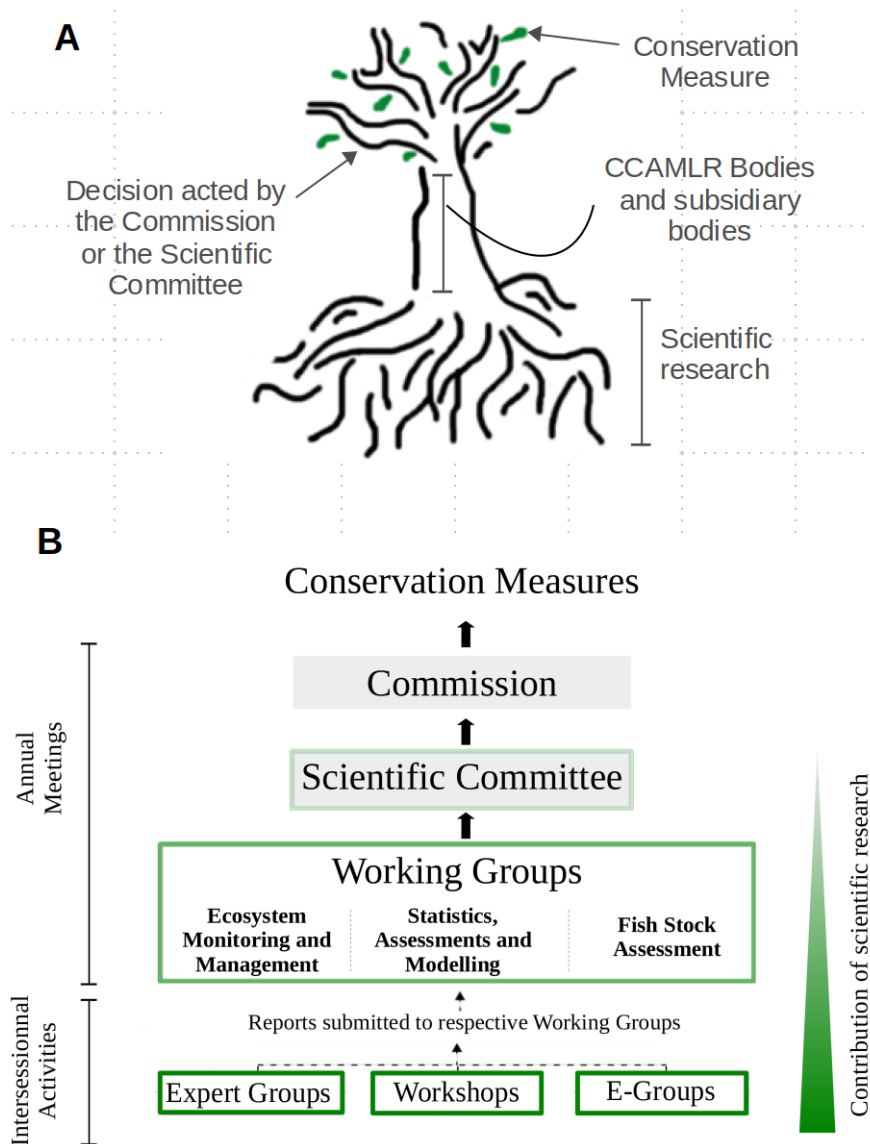 A
Conservation
Measure
Decision acted by
the Commission
or the Scientific
Committee
CCAMLR Bodies
and subsidiary
bodies
Scientific
research
B
Conservation Measures
Commission
Scientific Committee
Working Groups
Ecosystem
Monitoring and
Management
Statistics,
Assessments and
Modelling
Fish Stock
Assessment
Reports submitted to respective Working Groups
Expert Groups
Workshops
E-Groups
Annual
Meetings
Intersessionnal
Activities
Contribution of scientific research